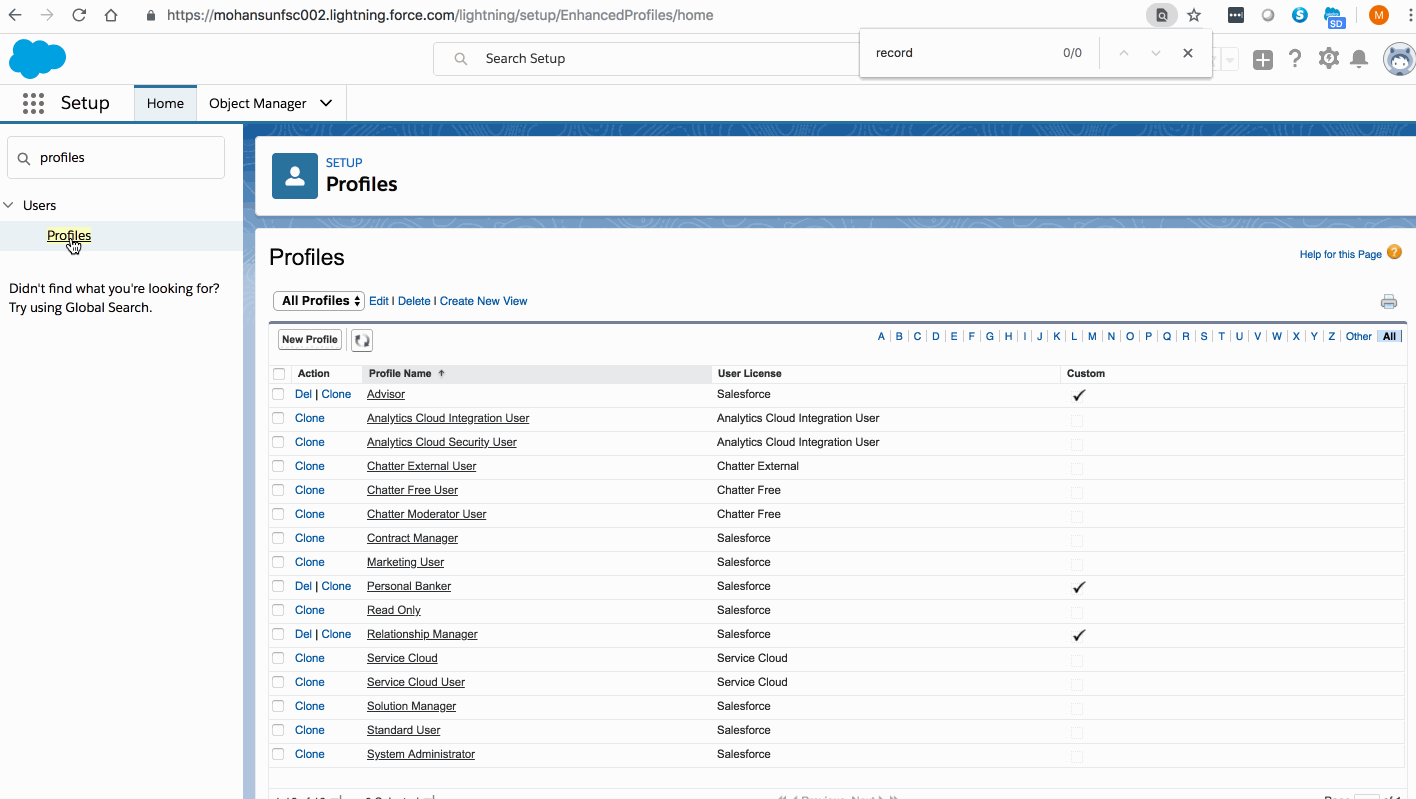 https://mohansunfsc002.lightning.force.com/lightning/setup/EnhancedProfiles/home
SD
M
record 0/0
Search Setup
Setup Home Object Manager
profiles
Users
Profiles
Didn't find what you're looking for?
Try using Global Search.
SETUP
Profiles
Profiles
Help for this Page ?
All Profiles Edit | Delete | Create New View
New Profile
A | B | C | D | E | F | G | H | I | J | K | L | M | N | O | P | Q | R | S | T | U | V | W | X | Y | Z | Other | All
Action Profile Name ↑ User License Custom
Del | Clone Advisor Salesforce ✓
Clone Analytics Cloud Integration User Analytics Cloud Integration User
Clone Analytics Cloud Security User Analytics Cloud Integration User
Clone Chatter External User Chatter External
Clone Chatter Free User Chatter Free
Clone Chatter Moderator User Chatter Free
Clone Contract Manager Salesforce
Clone Marketing User Salesforce
Del | Clone Personal Banker Salesforce ✓
Clone Read Only Salesforce
Del | Clone Relationship Manager Salesforce ✓
Clone Service Cloud Service Cloud
Clone Service Cloud User Service Cloud
Clone Solution Manager Salesforce
Clone Standard User Salesforce
Clone System Administrator Salesforce